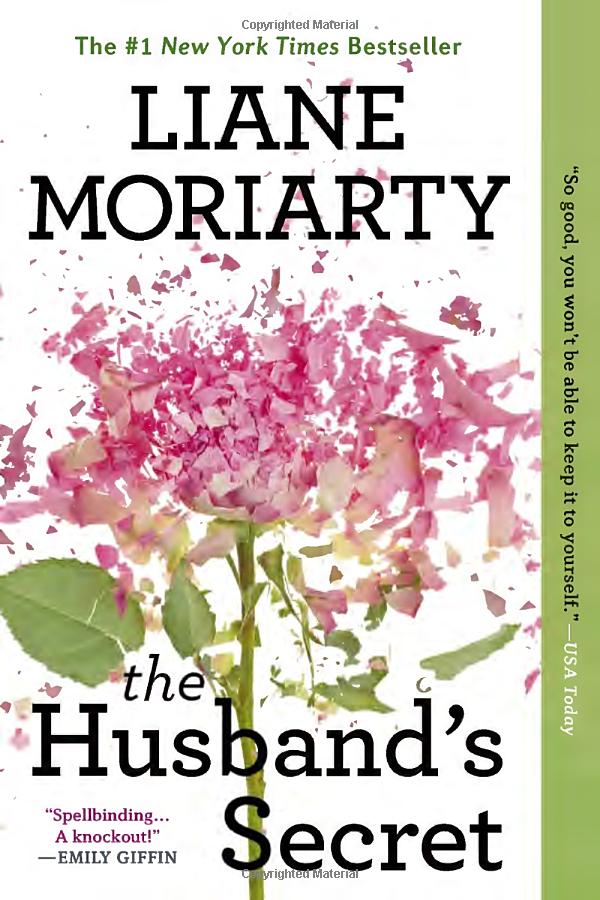 Copyrighted Material
The #1 New York Times Bestseller
LIANE
MORIARTY
the
Husband's
Secret
“Spellbinding...
A knockout!”
—EMILY GIFFIN
Copyrighted Material
“So good, you won't be able to keep it to yourself.” —USA Today